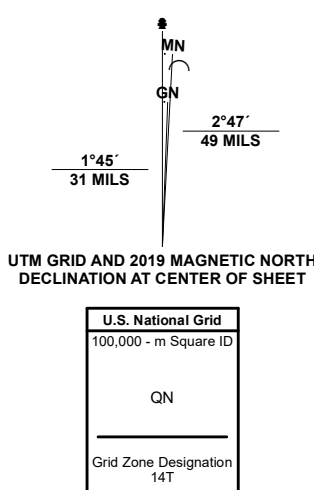 MN
GN
2°47´
49 MILS
1°45´
31 MILS
UTM GRID AND 2019 MAGNETIC NORTH
DECLINATION AT CENTER OF SHEET
U.S. National Grid
100,000 - m Square ID
QN
Grid Zone Designation
14T